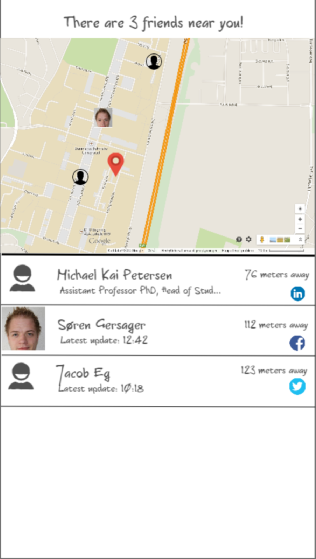 There are 3 friends near you!
Google
Michael Kai Petersen
76 meters away
Assistant Professor PhD, Head of Stud...
Søren Gersager
112 meters away
Latest update: 12:42
Jacob Eg
123 meters away
Latest update: 10:18